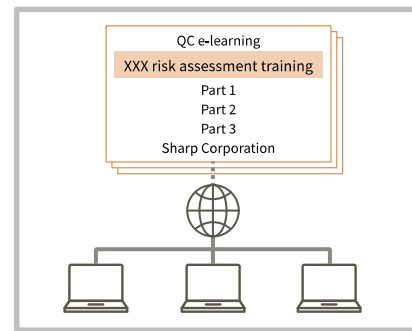 QC e-learning
XXX risk assessment training
Part 1
Part 2
Part 3
Sharp Corporation